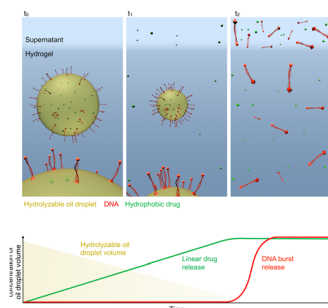 t₀ t₁ t₂
Supernatant
Hydrogel
Hydrolyzable oil droplet DNA Hydrophobic drug
Hydrolyzable oil
droplet volume
Linear drug
release
DNA burst
release
oil droplet volume